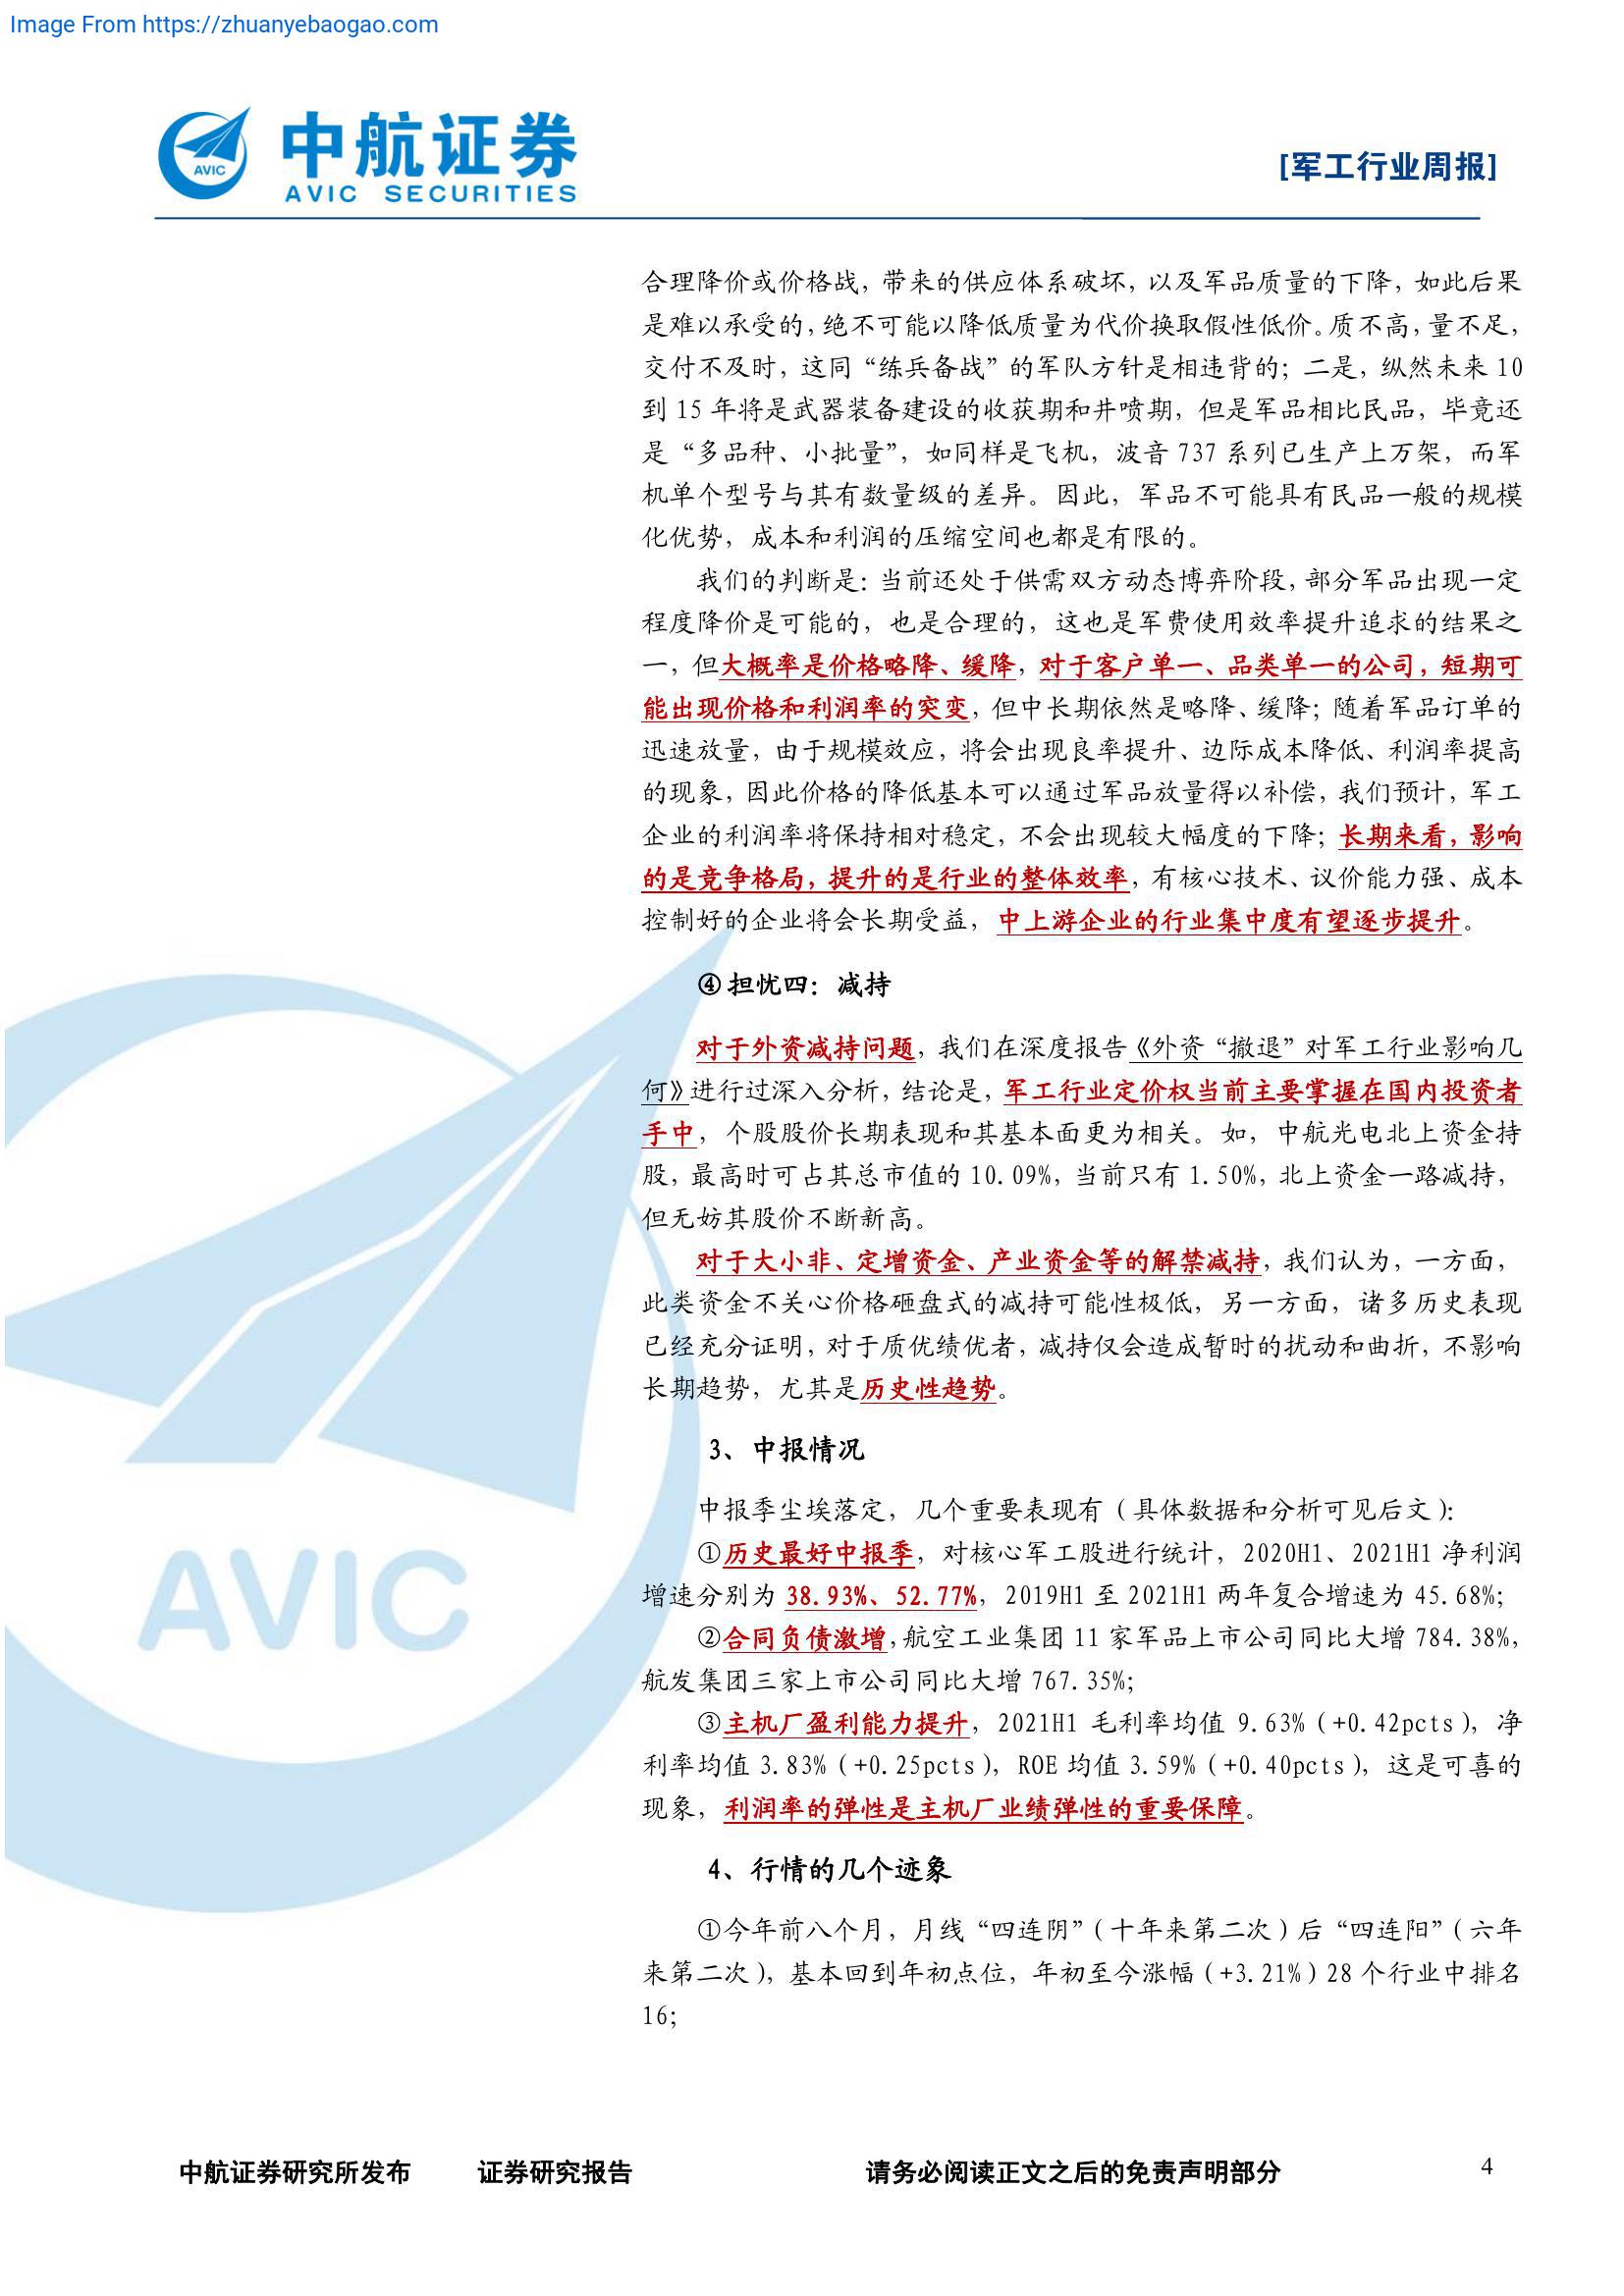 Image From https://zhuanyebaogao.com
中航证券
AVIC SECURITIES
AVIC
[军工行业周报]
合理降价或价格战，带来的供应体系破坏，以及军品质量的下降，如此后果
是难以承受的，绝不可能以降低质量为代价换取假性低价。质不高，量不足，
交付不及时，这同“练兵备战”的军队方针是相违背的；二是，纵然未来 10
到 15 年将是武器装备建设的收获期和井喷期，但是军品相比民品，毕竟还
是“多品种、小批量”，如同样是飞机，波音 737 系列已生产上万架，而军
机单个型号与其有数量级的差异。因此，军品不可能具有民品一般的规模
化优势，成本和利润的压缩空间也都是有限的。
我们的判断是：当前还处于供需双方动态博弈阶段，部分军品出现一定
程度降价是可能的，也是合理的，这也是军费使用效率提升追求的结果之
一，但大概率是价格略降、缓降，对于客户单一、品类单一的公司，短期可
能出现价格和利润率的突变，但中长期依然是略降、缓降；随着军品订单的
迅速放量，由于规模效应，将会出现良率提升、边际成本降低、利润率提高
的现象，因此价格的降低基本可以通过军品放量得以补偿，我们预计，军工
企业的利润率将保持相对稳定，不会出现较大幅度的下降；长期来看，影响
的是竞争格局，提升的是行业的整体效率，有核心技术、议价能力强、成本
控制好的企业将会长期受益，中上游企业的行业集中度有望逐步提升。
④ 担忧四：减持
对于外资减持问题，我们在深度报告《外资“撤退”对军工行业影响几
何》进行过深入分析，结论是，军工行业定价权当前主要掌握在国内投资者
手中，个股股价长期表现和其基本面更为相关。如，中航光电北上资金持
股，最高时可占其总市值的 10.09%，当前只有 1.50%，北上资金一路减持，
但无妨其股价不断新高。
对于大小非、定增资金、产业资金等的解禁减持，我们认为，一方面，
此类资金不关心价格砸盘式的减持可能性极低，另一方面，诸多历史表现
已经充分证明，对于质优绩优者，减持仅会造成暂时的扰动和曲折，不影响
长期趋势，尤其是历史性趋势。
3、中报情况
中报季尘埃落定，几个重要表现有（具体数据和分析可见后文）：
①历史最好中报季，对核心军工股进行统计，2020H1、2021H1 净利润
增速分别为 38.93%、52.77%，2019H1 至 2021H1 两年复合增速为 45.68%；
②合同负债激增，航空工业集团 11 家军品上市公司同比大增 784.38%，
航发集团三家上市公司同比大增 767.35%；
③主机厂盈利能力提升，2021H1 毛利率均值 9.63%（+0.42pcts），净
利率均值 3.83%（+0.25pcts），ROE 均值 3.59%（+0.40pcts），这是可喜的
现象，利润率的弹性是主机厂业绩弹性的重要保障。
AVIC
4、行情的几个迹象
①今年前八个月，月线“四连阴”（十年来第二次）后“四连阳”（六年
来第二次），基本回到年初点位，年初至今涨幅（+3.21%）28 个行业中排名
16；
中航证券研究所发布 证券研究报告 请务必阅读正文之后的免责声明部分 4